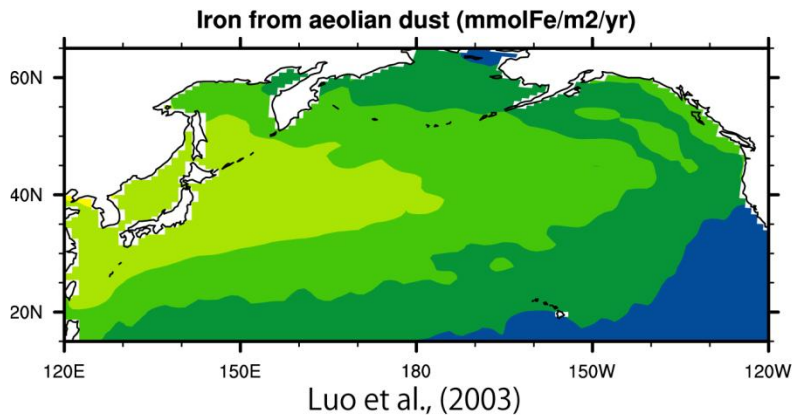 Iron from aeolian dust (mmolFe/m2/yr)
60N
40N
20N
120E 150E 180 150W 120W
Luo et al., (2003)